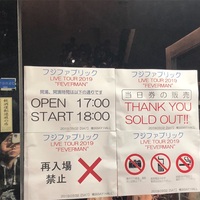 フジファブリック
LIVE TOUR 2019
"FEVERMAN"
OPEN 17:00
START 18:00
フジファブリック
LIVE TOUR 2019
"FEVERMAN"
当日券の販売
THANK YOU
SOLD OUT!!
フジファブリック
LIVE TOUR 2019
"FEVERMAN"
再入場
禁止
フジファブリック
LIVE TOUR 2019
"FEVERMAN"